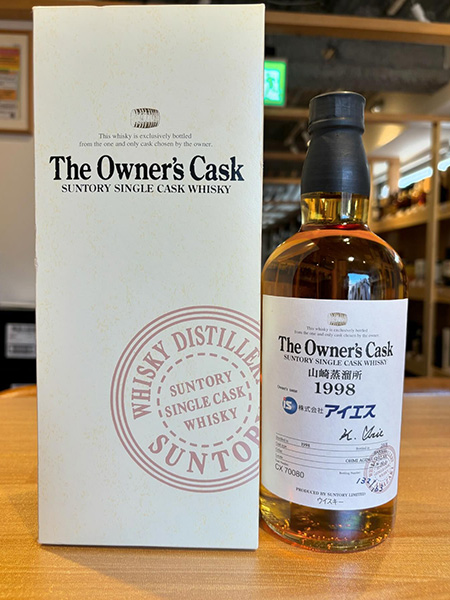 This whisky is exclusively bottled
from the one and only cask chosen by the owner.
The Owner's Cask
SUNTORY SINGLE CASK WHISKY
WHISKY DISTILLER
SUNTORY
SINGLE CASK
WHISKY
SUNTOR
This whisky is exclusively bottled
from the one and only cask chosen by the owner.
The Owner's Cask
SUNTORY SINGLE CASK WHISKY
山崎蒸溜所
1998
株式会社アイエス
1998
CX 70080
PRODUCED BY SUNTORY LIMITED
ウイスキー